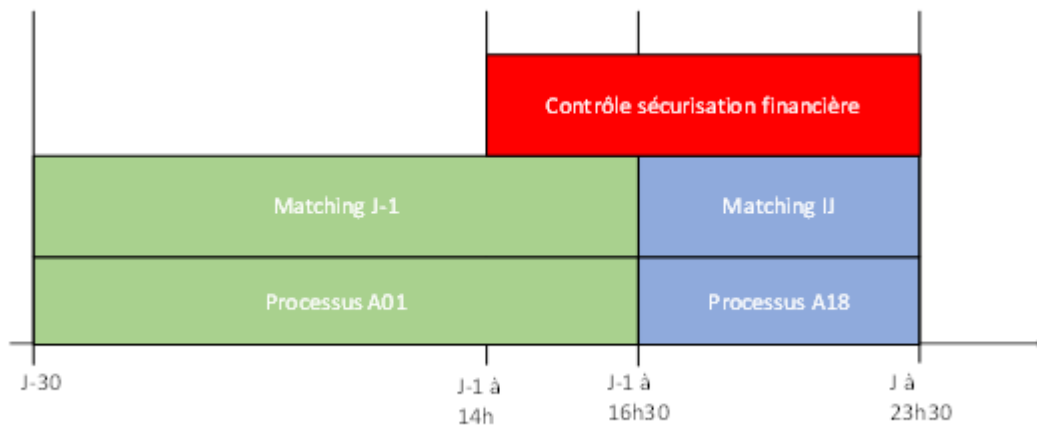 Contrôle sécurisation financière
Matching J-1
Matching IJ
Processus A01
Processus A18
J-30
J-1 à
14h
J-1 à
16h30
J à
23h30